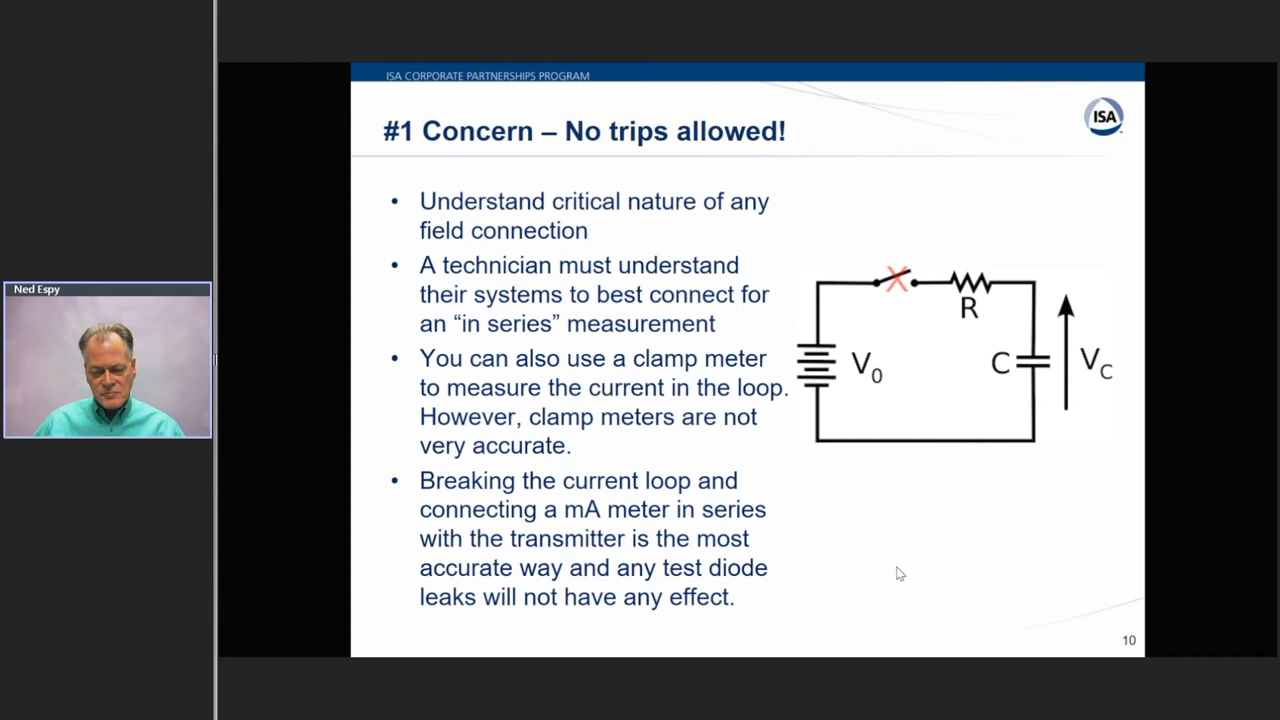 ISA CORPORATE PARTNERSHIPS PROGRAM
ISA
#1 Concern – No trips allowed!
• Understand critical nature of any
field connection
• A technician must understand
their systems to best connect for
an “in series” measurement
• You can also use a clamp meter
to measure the current in the loop.
However, clamp meters are not
very accurate.
• Breaking the current loop and
connecting a mA meter in series
with the transmitter is the most
accurate way and any test diode
leaks will not have any effect.
X
R
V0
C
VC
Ned Espy
10